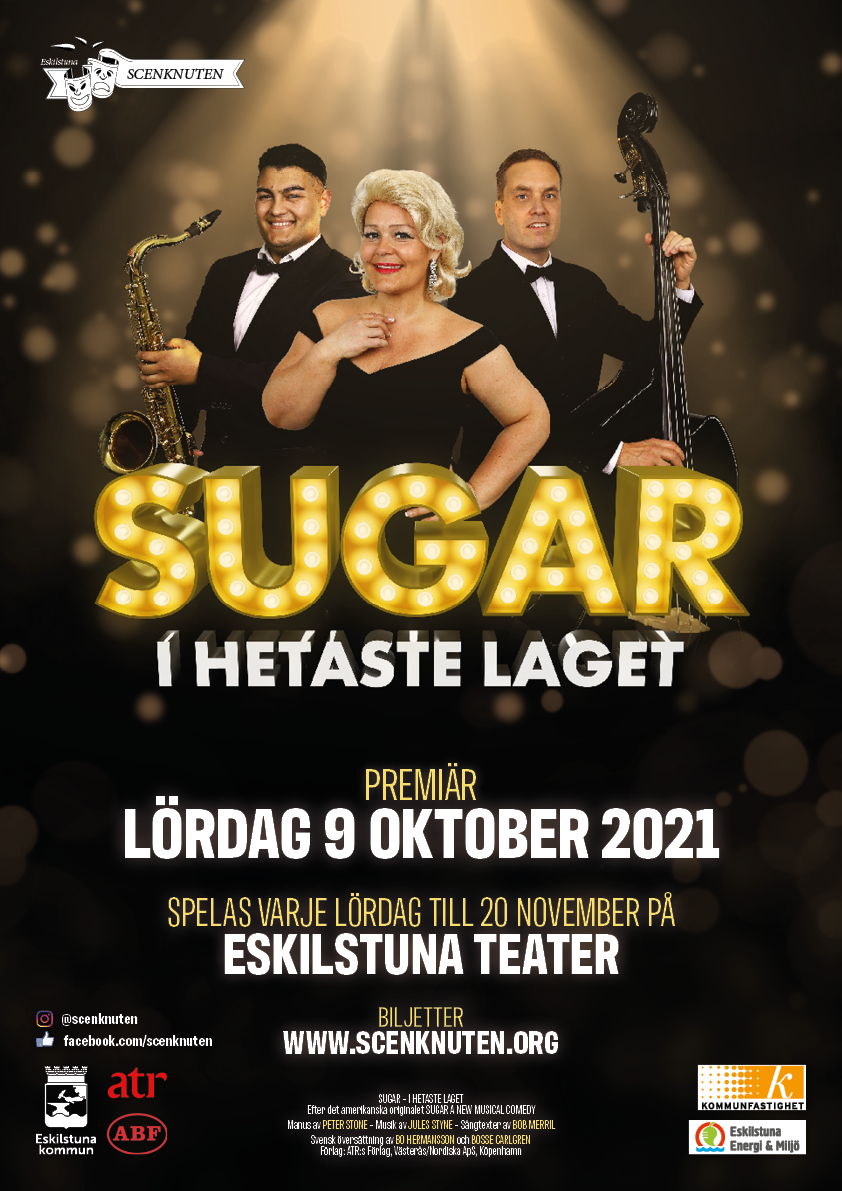 Eskilstuna
SCENKNUTEN
SUGAR
I HETASTE LAGET
PREMIÄR
LÖRDAG 9 OKTOBER 2021
SPELAS VARJE LÖRDAG TILL 20 NOVEMBER PÅ
ESKILSTUNA TEATER
BILJETTER
WWW.SCENKNUTEN.ORG
@scenknuten
facebook.com/scenknuten
Eskilstuna
kommun
atr
ABF
SUGAR – I HETASTE LAGET
Efter det amerikanska originalet SUGAR A NEW MUSICAL COMEDY
Manus av PETER STONE – Musik av JULES STYNE – Sångtexter av BOB MERRIL
Svensk översättning av BO HERMANSSON och BOSSE CARLGREN
Förlag: ATR:s Förlag, Västerås/Nordiska ApS, Köpenhamn
k
KOMMUNFASTIGHET
Eskilstuna
Energi & Miljö